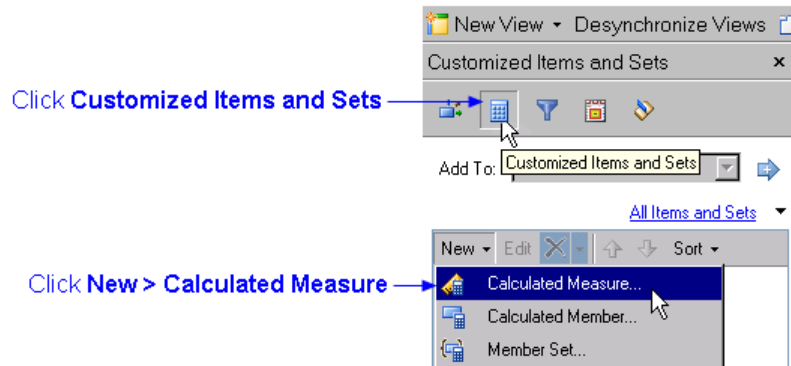 New View Desynchronize Views
Customized Items and Sets ×
Click Customized Items and Sets
Customized Items and Sets
Add To:
All Items and Sets
New Edit Sort
Click New > Calculated Measure
Calculated Measure...
Calculated Member...
Member Set...